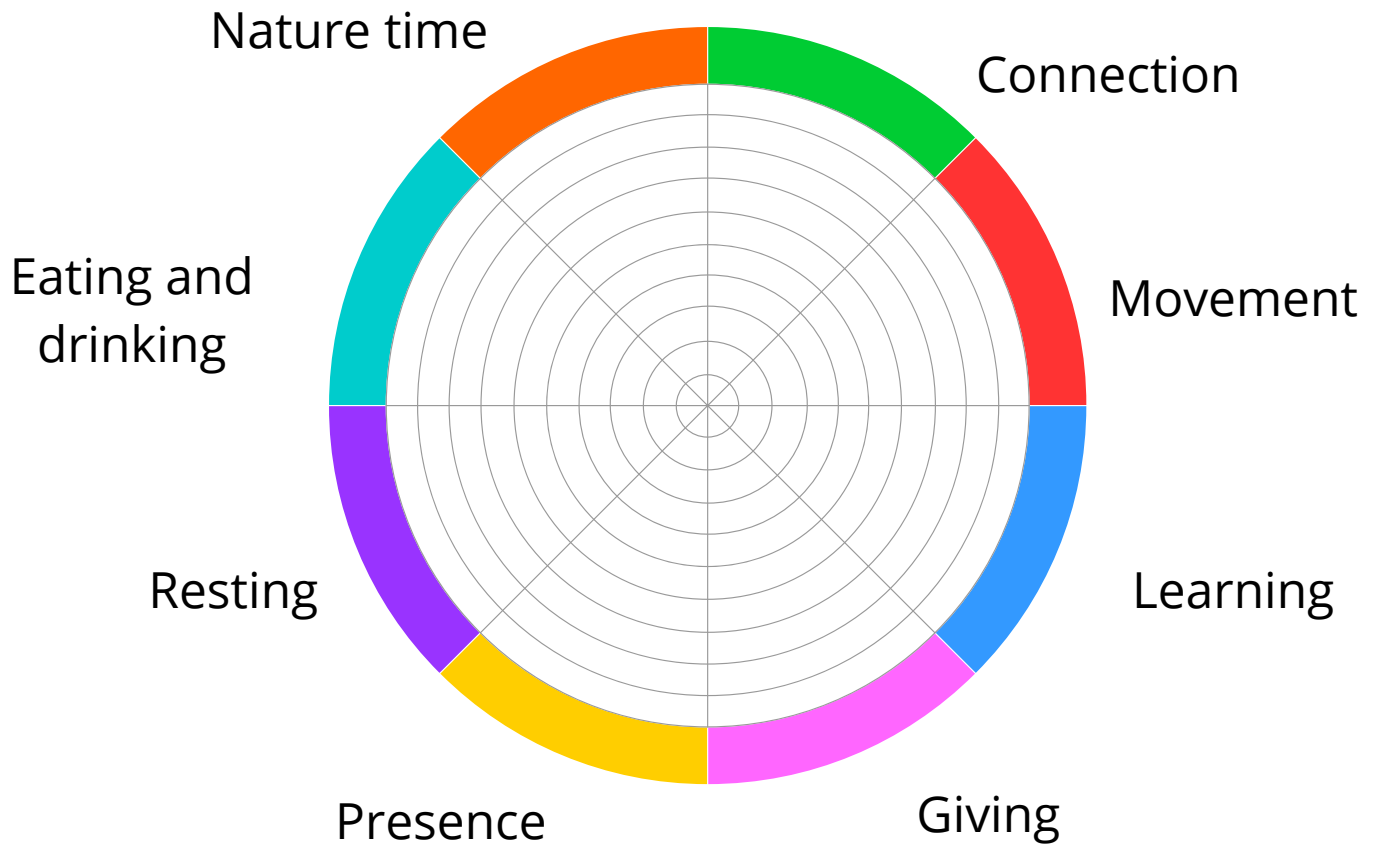 Nature time
Connection
Eating and
drinking
Movement
Resting
Learning
Presence
Giving